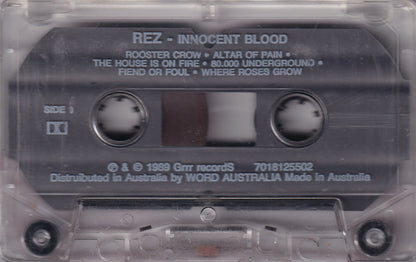 REZ - INNOCENT BLOOD
ROOSTER CROW • ALTAR OF PAIN •
THE HOUSE IS ON FIRE • 80.000 UNDERGROUND •
FIEND OR FOUL • WHERE ROSES GROW
SIDE 1
℗ & © 1989 Grrr recordS 7018125502
Distruibuted in Australia by WORD AUSTRALIA Made in Australia